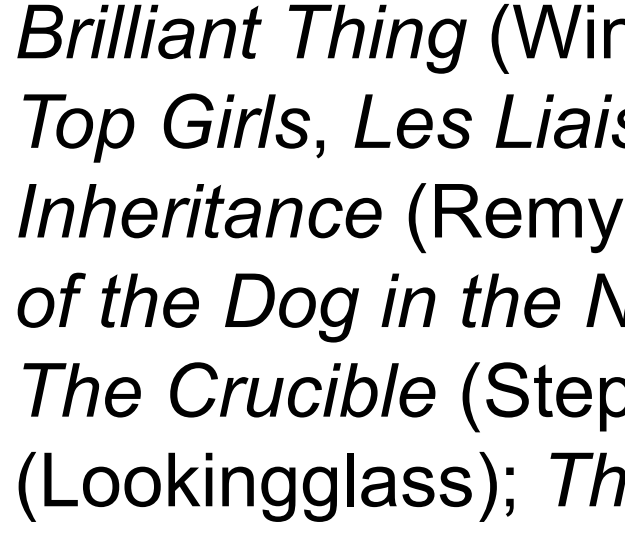 Brilliant Thing (Win
Top Girls, Les Liais
Inheritance (Remy
of the Dog in the N
The Crucible (Step
(Lookingglass); Th